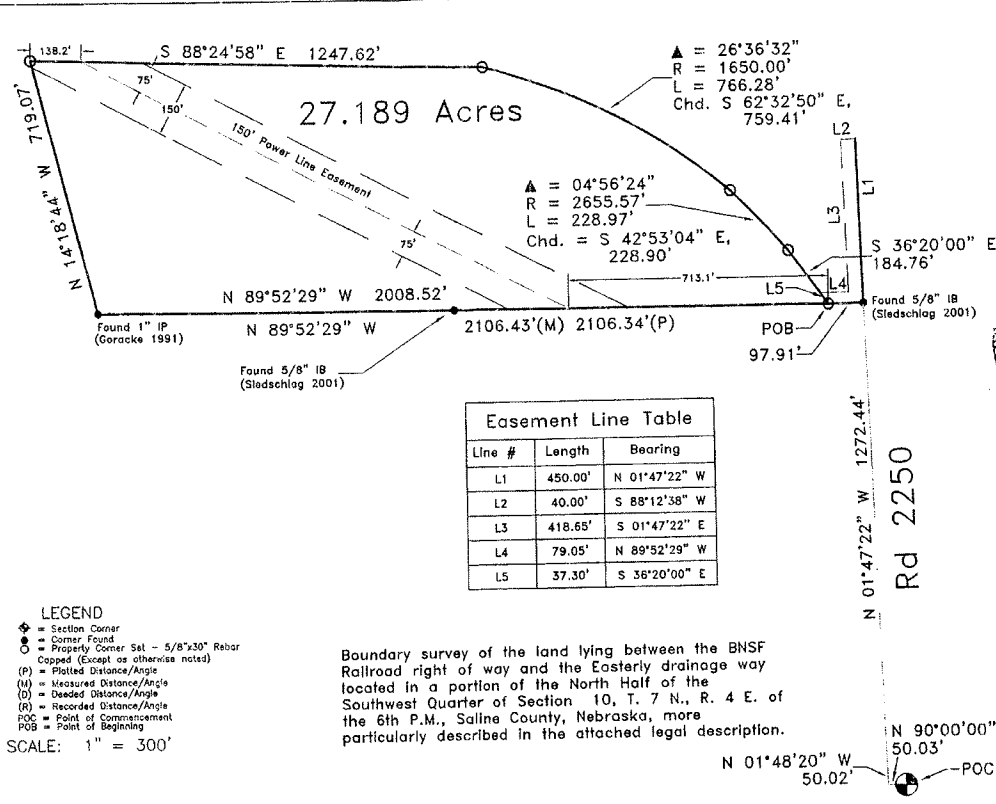 138.2'
S 88°24'58" E 1247.62'
▲ = 26°36'32"
R = 1650.00'
L = 766.28'
Chd. S 62°32'50" E,
759.41'
75'
150'
27.189 Acres
150' Power Line Easement
N 14°18'44" W 719.07'
L2
L1
L3
▲ = 04°56'24"
R = 2655.57'
L = 228.97'
Chd. = S 42°53'04" E,
228.90'
75'
S 36°20'00" E
184.76'
713.1'
L5
L4
N 89°52'29" W 2008.52'
Found 5/8" IB
(Siedschlag 2001)
Found 1" IP
(Goracke 1991)
N 89°52'29" W
2106.43'(M) 2106.34'(P)
POB
97.91'
Found 5/8" IB
(Siedschlag 2001)
Easement Line Table
Line # Length Bearing
L1 450.00' N 01°47'22" W
L2 40.00' S 88°12'38" W
L3 418.65' S 01°47'22" E
L4 79.05' N 89°52'29" W
L5 37.30' S 36°20'00" E
N 01°47'22" W 1272.44'
Rd 2250
LEGEND
= Section Corner
= Corner Found
= Property Corner Set - 5/8"x30" Rebar
Capped (Except as otherwise noted)
(P) = Platted Distance/Angle
(M) = Measured Distance/Angle
(D) = Deeded Distance/Angle
(R) = Recorded Distance/Angle
POC = Point of Commencement
POB = Point of Beginning
SCALE: 1" = 300'
Boundary survey of the land lying between the BNSF
Railroad right of way and the Easterly drainage way
located in a portion of the North Half of the
Southwest Quarter of Section 10, T. 7 N., R. 4 E. of
the 6th P.M., Saline County, Nebraska, more
particularly described in the attached legal description.
N 90°00'00"
50.03'
N 01°48'20" W
50.02'
POC